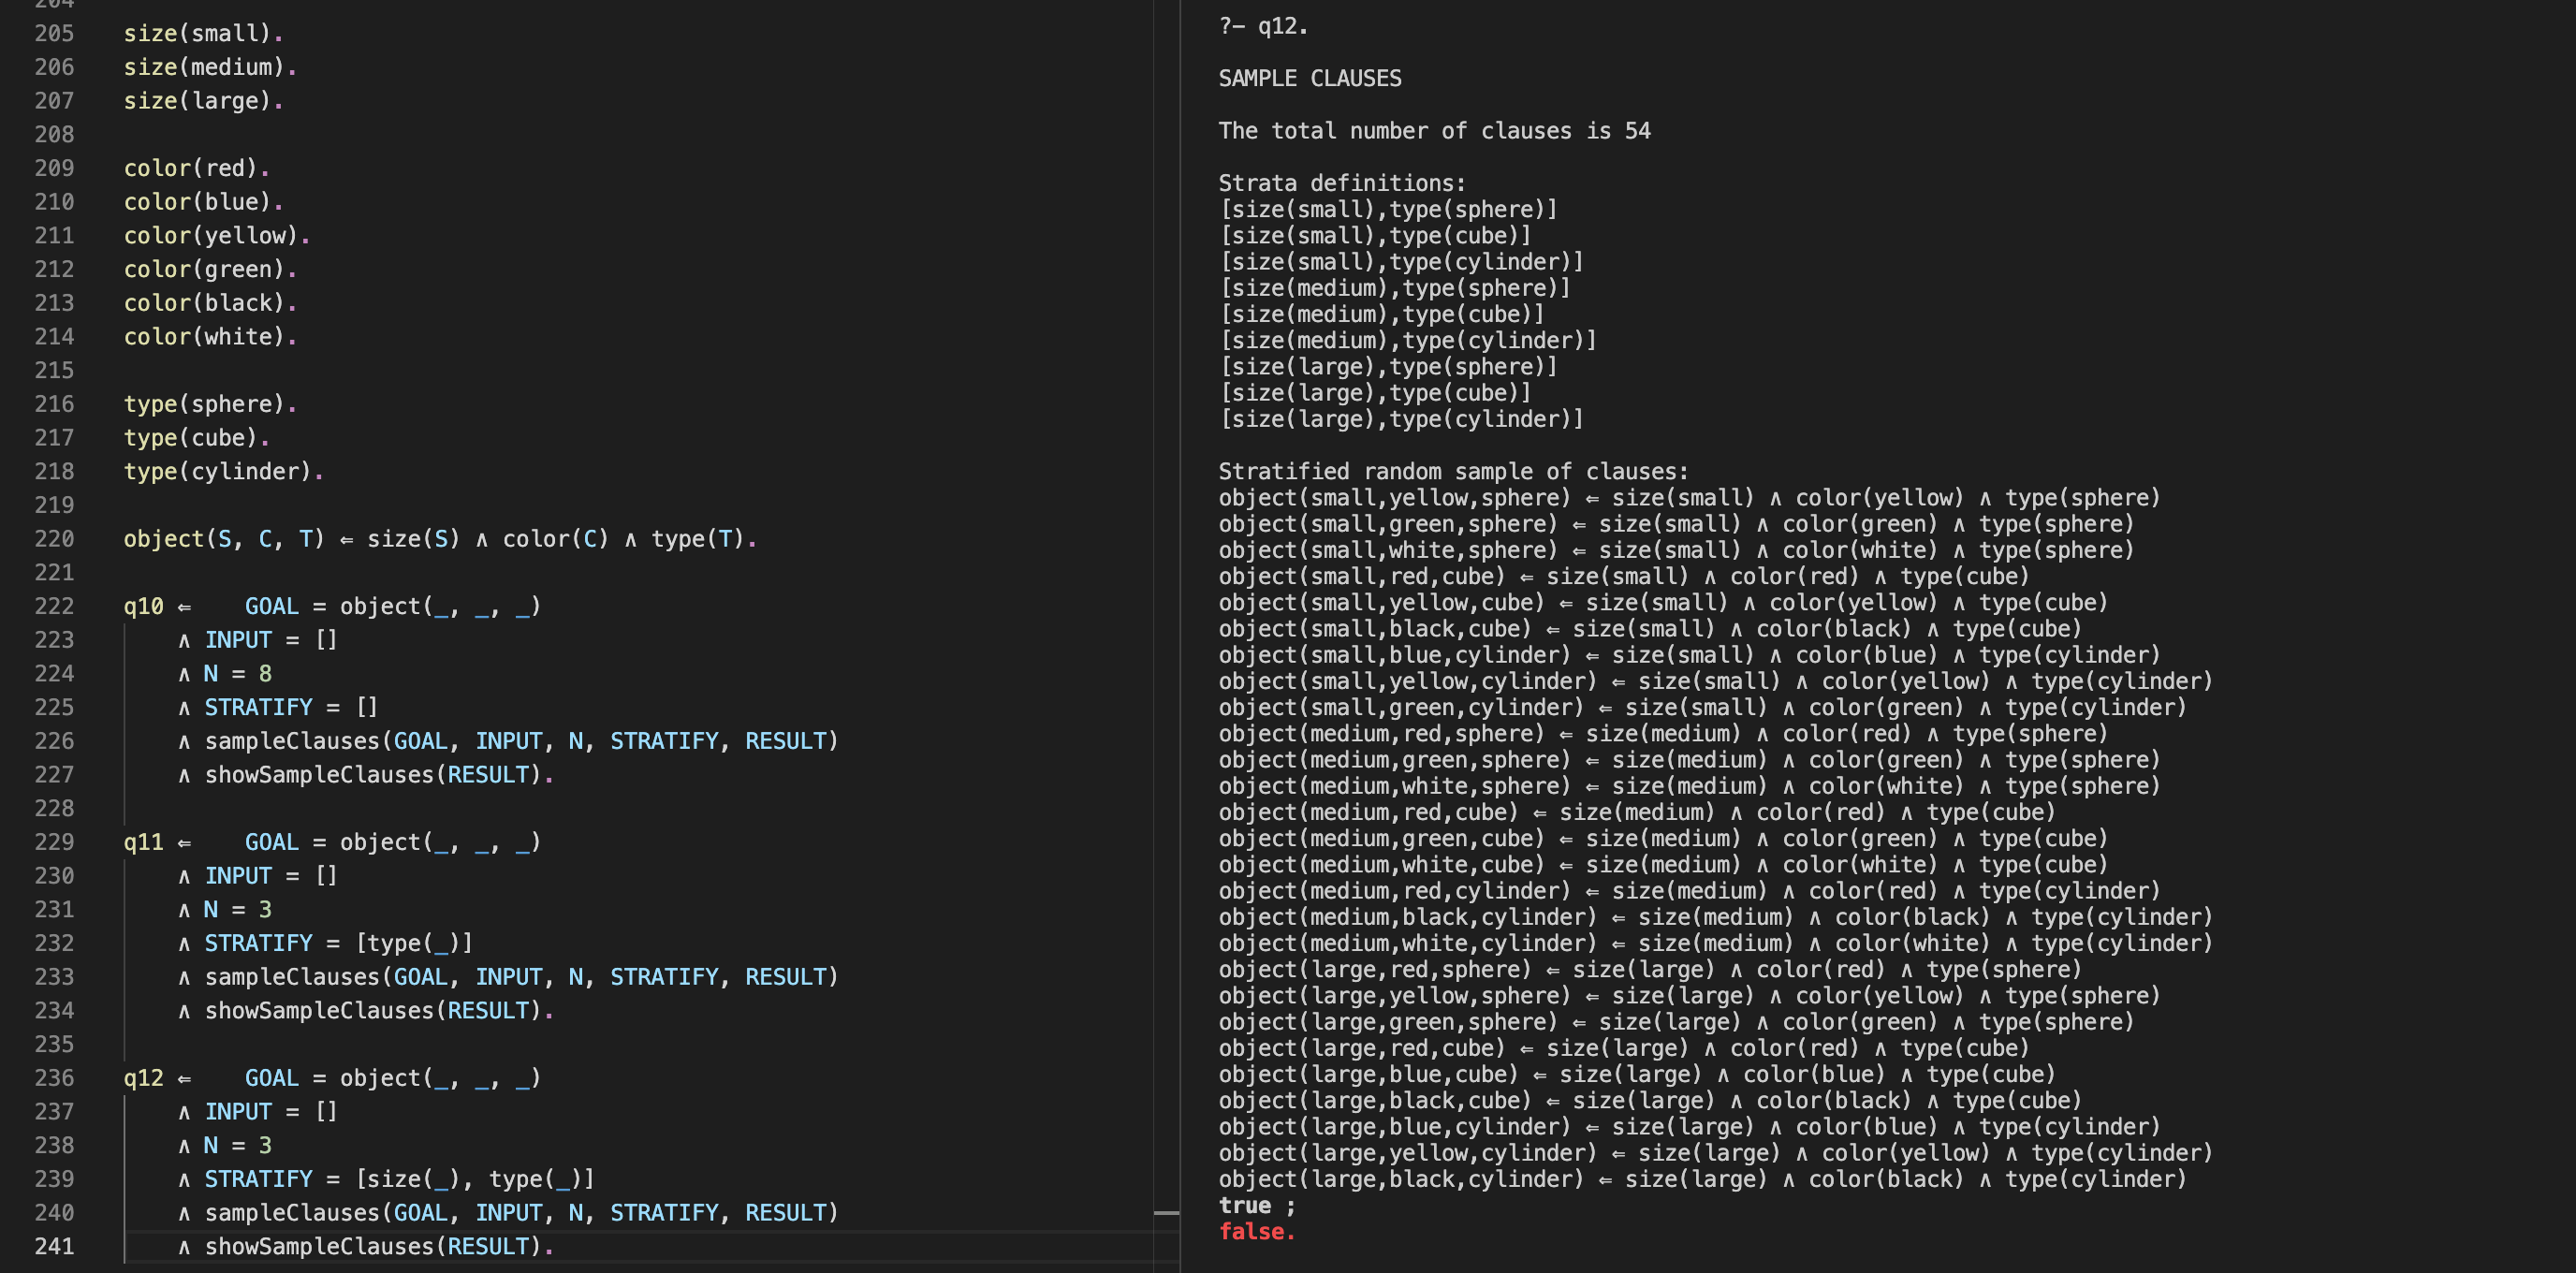 204
205 size(small).
206 size(medium).
207 size(large).
208
209 color(red).
210 color(blue).
211 color(yellow).
212 color(green).
213 color(black).
214 color(white).
215
216 type(sphere).
217 type(cube).
218 type(cylinder).
219
220 object(S, C, T) ⇐ size(S) ∧ color(C) ∧ type(T).
221
222 q10 ⇐    GOAL = object(_, _, _)
223     ∧ INPUT = []
224     ∧ N = 8
225     ∧ STRATIFY = []
226     ∧ sampleClauses(GOAL, INPUT, N, STRATIFY, RESULT)
227     ∧ showSampleClauses(RESULT).
228
229 q11 ⇐    GOAL = object(_, _, _)
230     ∧ INPUT = []
231     ∧ N = 3
232     ∧ STRATIFY = [type(_)]
233     ∧ sampleClauses(GOAL, INPUT, N, STRATIFY, RESULT)
234     ∧ showSampleClauses(RESULT).
235
236 q12 ⇐    GOAL = object(_, _, _)
237     ∧ INPUT = []
238     ∧ N = 3
239     ∧ STRATIFY = [size(_), type(_)]
240     ∧ sampleClauses(GOAL, INPUT, N, STRATIFY, RESULT)
241     ∧ showSampleClauses(RESULT).
?- q12.
SAMPLE CLAUSES
The total number of clauses is 54
Strata definitions:
[size(small),type(sphere)]
[size(small),type(cube)]
[size(small),type(cylinder)]
[size(medium),type(sphere)]
[size(medium),type(cube)]
[size(medium),type(cylinder)]
[size(large),type(sphere)]
[size(large),type(cube)]
[size(large),type(cylinder)]
Stratified random sample of clauses:
object(small,yellow,sphere) ⇐ size(small) ∧ color(yellow) ∧ type(sphere)
object(small,green,sphere) ⇐ size(small) ∧ color(green) ∧ type(sphere)
object(small,white,sphere) ⇐ size(small) ∧ color(white) ∧ type(sphere)
object(small,red,cube) ⇐ size(small) ∧ color(red) ∧ type(cube)
object(small,yellow,cube) ⇐ size(small) ∧ color(yellow) ∧ type(cube)
object(small,black,cube) ⇐ size(small) ∧ color(black) ∧ type(cube)
object(small,blue,cylinder) ⇐ size(small) ∧ color(blue) ∧ type(cylinder)
object(small,yellow,cylinder) ⇐ size(small) ∧ color(yellow) ∧ type(cylinder)
object(small,green,cylinder) ⇐ size(small) ∧ color(green) ∧ type(cylinder)
object(medium,red,sphere) ⇐ size(medium) ∧ color(red) ∧ type(sphere)
object(medium,green,sphere) ⇐ size(medium) ∧ color(green) ∧ type(sphere)
object(medium,white,sphere) ⇐ size(medium) ∧ color(white) ∧ type(sphere)
object(medium,red,cube) ⇐ size(medium) ∧ color(red) ∧ type(cube)
object(medium,green,cube) ⇐ size(medium) ∧ color(green) ∧ type(cube)
object(medium,white,cube) ⇐ size(medium) ∧ color(white) ∧ type(cube)
object(medium,red,cylinder) ⇐ size(medium) ∧ color(red) ∧ type(cylinder)
object(medium,black,cylinder) ⇐ size(medium) ∧ color(black) ∧ type(cylinder)
object(medium,white,cylinder) ⇐ size(medium) ∧ color(white) ∧ type(cylinder)
object(large,red,sphere) ⇐ size(large) ∧ color(red) ∧ type(sphere)
object(large,yellow,sphere) ⇐ size(large) ∧ color(yellow) ∧ type(sphere)
object(large,green,sphere) ⇐ size(large) ∧ color(green) ∧ type(sphere)
object(large,red,cube) ⇐ size(large) ∧ color(red) ∧ type(cube)
object(large,blue,cube) ⇐ size(large) ∧ color(blue) ∧ type(cube)
object(large,black,cube) ⇐ size(large) ∧ color(black) ∧ type(cube)
object(large,blue,cylinder) ⇐ size(large) ∧ color(blue) ∧ type(cylinder)
object(large,yellow,cylinder) ⇐ size(large) ∧ color(yellow) ∧ type(cylinder)
object(large,black,cylinder) ⇐ size(large) ∧ color(black) ∧ type(cylinder)
true ;
false.